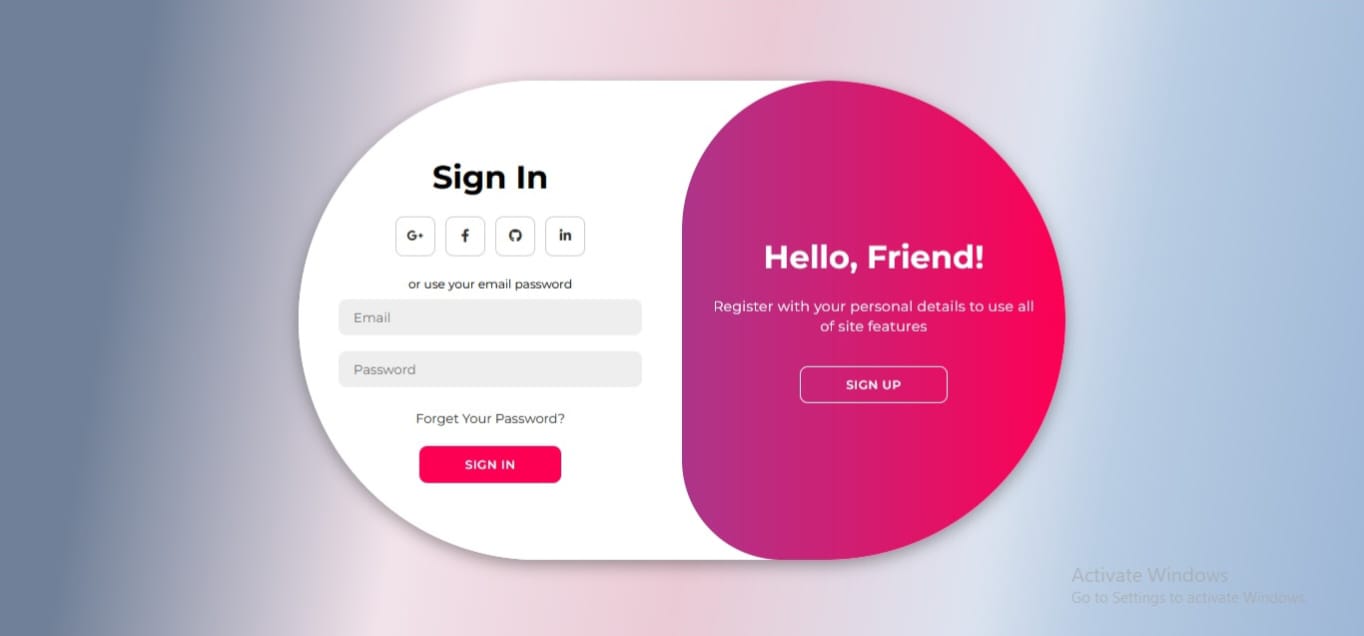 Sign In
G+ f in
or use your email password
Email
Password
Forget Your Password?
SIGN IN
Hello, Friend!
Register with your personal details to use all
of site features
SIGN UP
Activate Windows
Go to Settings to activate Windows.